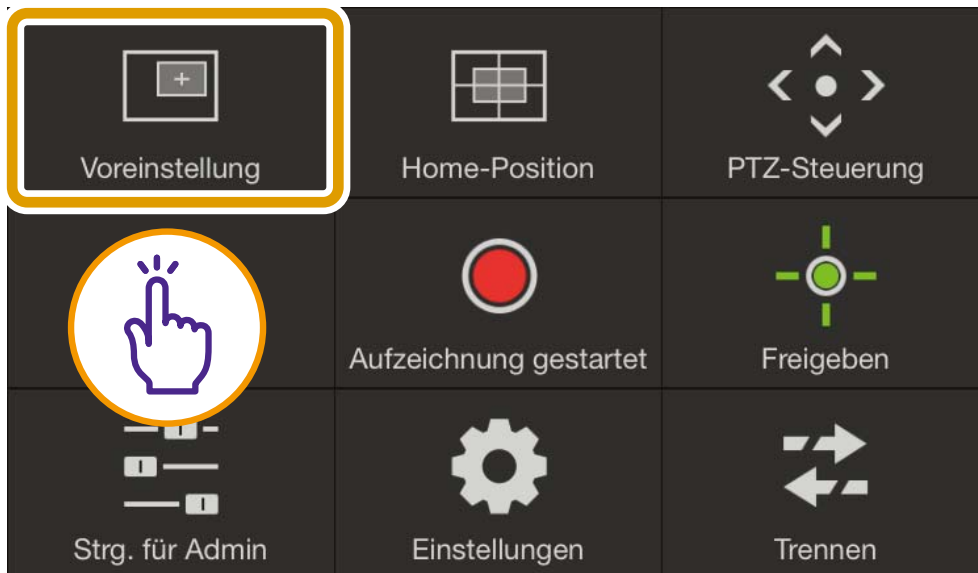 Voreinstellung
Home-Position
PTZ-Steuerung
Aufzeichnung gestartet
Freigeben
Strg. für Admin
Einstellungen
Trennen